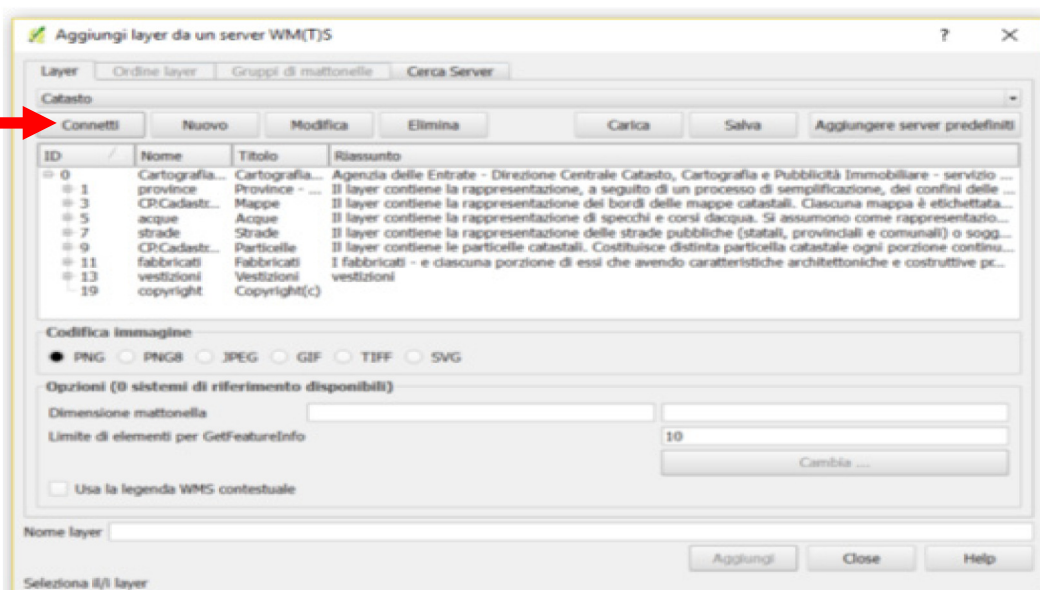 Aggiungi layer da un server WM(T)S ?
Layer Ordine layer Gruppi di mattonelle Cerca Server
Catasto
Connetti Nuovo Modifica Elimina Carica Salva Aggiungere server predefiniti
ID Nome Titolo Riassunto
0 Cartografia... Cartografia... Agenzia delle Entrate - Direzione Centrale Catasto, Cartografia e Pubblicità Immobiliare - servizio ...
1 province Province - ... Il layer contiene la rappresentazione, a seguito di un processo di semplificazione, dei confini delle ...
3 CP.Cadastr... Mappe Il layer contiene la rappresentazione dei bordi delle mappe catastali. Ciascuna mappa è etichettata...
5 acque Acque Il layer contiene la rappresentazione di specchi e corsi dacqua. Si assumono come rappresentazio...
7 strade Strade Il layer contiene la rappresentazione delle strade pubbliche (statali, provinciali e comunali) o sogg...
9 CP.Cadastr... Particelle Il layer contiene le particelle catastali. Costituisce distinta particella catastale ogni porzione continu...
11 fabbricati Fabbricati I fabbricati - e ciascuna porzione di essi che avendo caratteristiche architettoniche e costruttive pr...
13 vestizioni Vestizioni vestizioni
19 copyright Copyright(c)
Codifica immagine
PNG PNG8 JPEG GIF TIFF SVG
Opzioni (0 sistemi di riferimento disponibili)
Dimensione mattonella
Limite di elementi per GetFeatureInfo 10
Cambia ...
Usa la legenda WMS contestuale
Nome layer
Aggiungi Close Help
Seleziona il/i layer